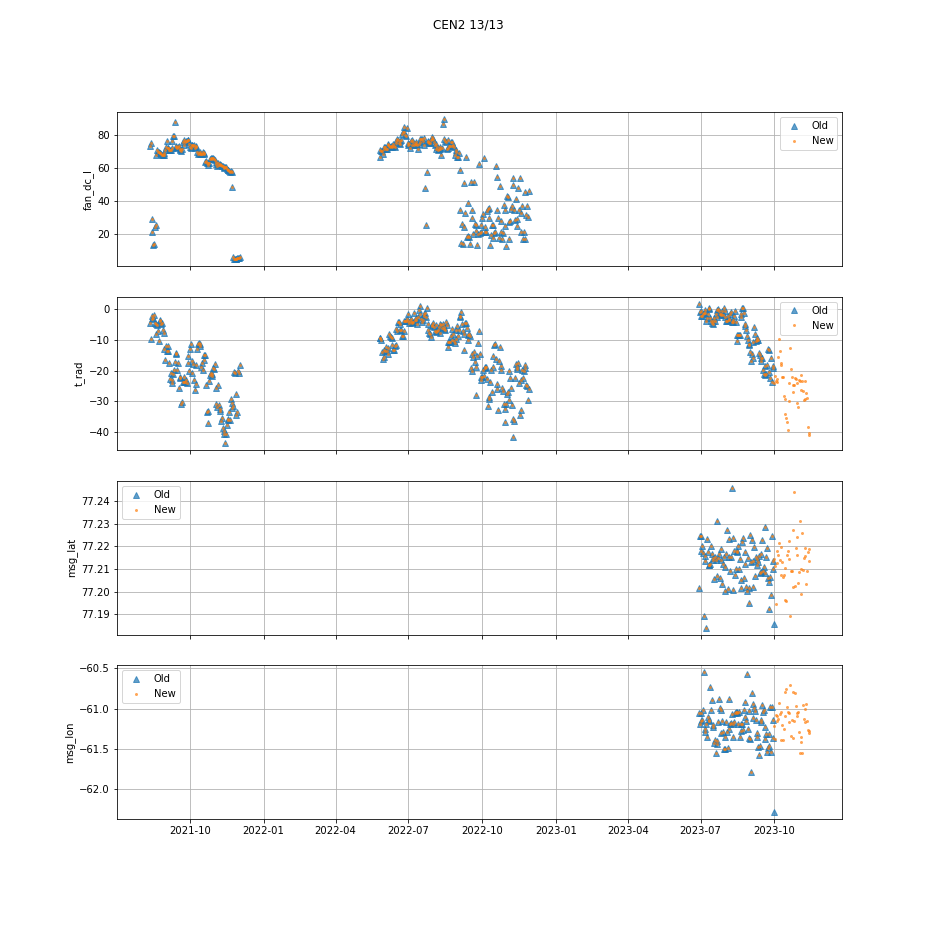 CEN2 13/13
80
60
40
20
fan_dc_I
Old
New
0
−10
−20
−30
−40
t_rad
Old
New
77.24
77.23
77.22
77.21
77.20
77.19
msg_lat
Old
New
−60.5
−61.0
−61.5
−62.0
msg_lon
Old
New
2021-10 2022-01 2022-04 2022-07 2022-10 2023-01 2023-04 2023-07 2023-10